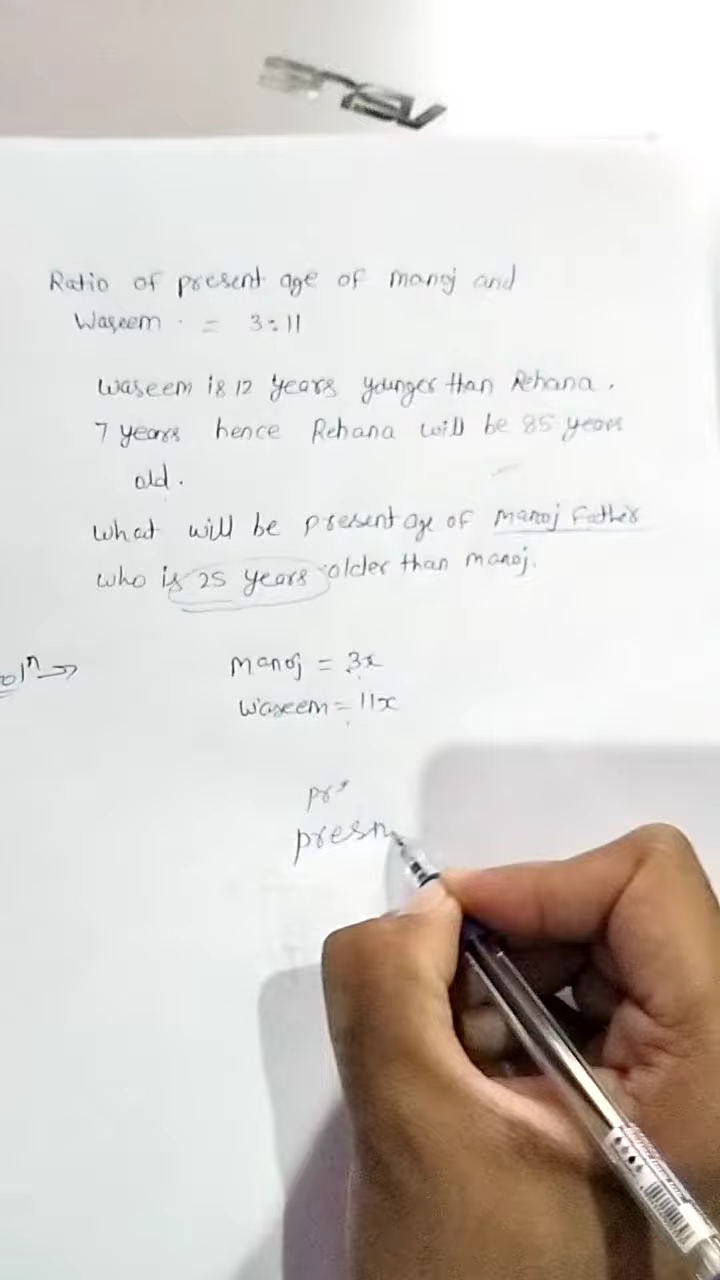 Ratio of present age of manoj and
Waseem . = 3:11
Waseem is 12 years younger than Rehana.
7 years hence Rehana will be 85 years
old.
What will be present age of manoj Father
who is 25 years older than manoj.
manoj = 3x
waseem = 11x
pr
presn